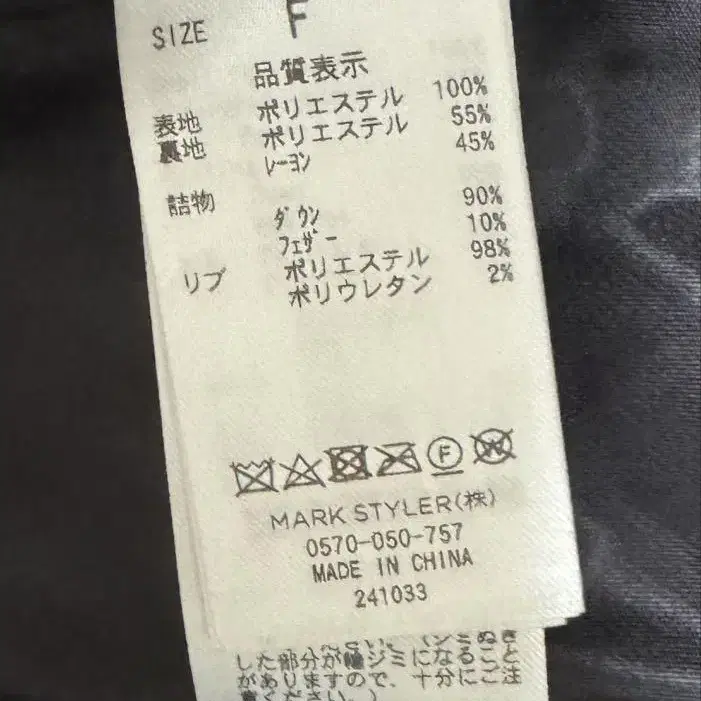 SIZE F
品質表示
表地 ポリエステル 100%
裏地 ポリエステル 55%
レーヨン 45%
詰物
ダウン 90%
フェザー 10%
リブ ポリエステル 98%
ポリウレタン 2%
F W
MARK STYLER(株)
0570-050-757
MADE IN CHINA
241033
した部分が輪ジミになること
がありますので、十分にご注
意ください。)